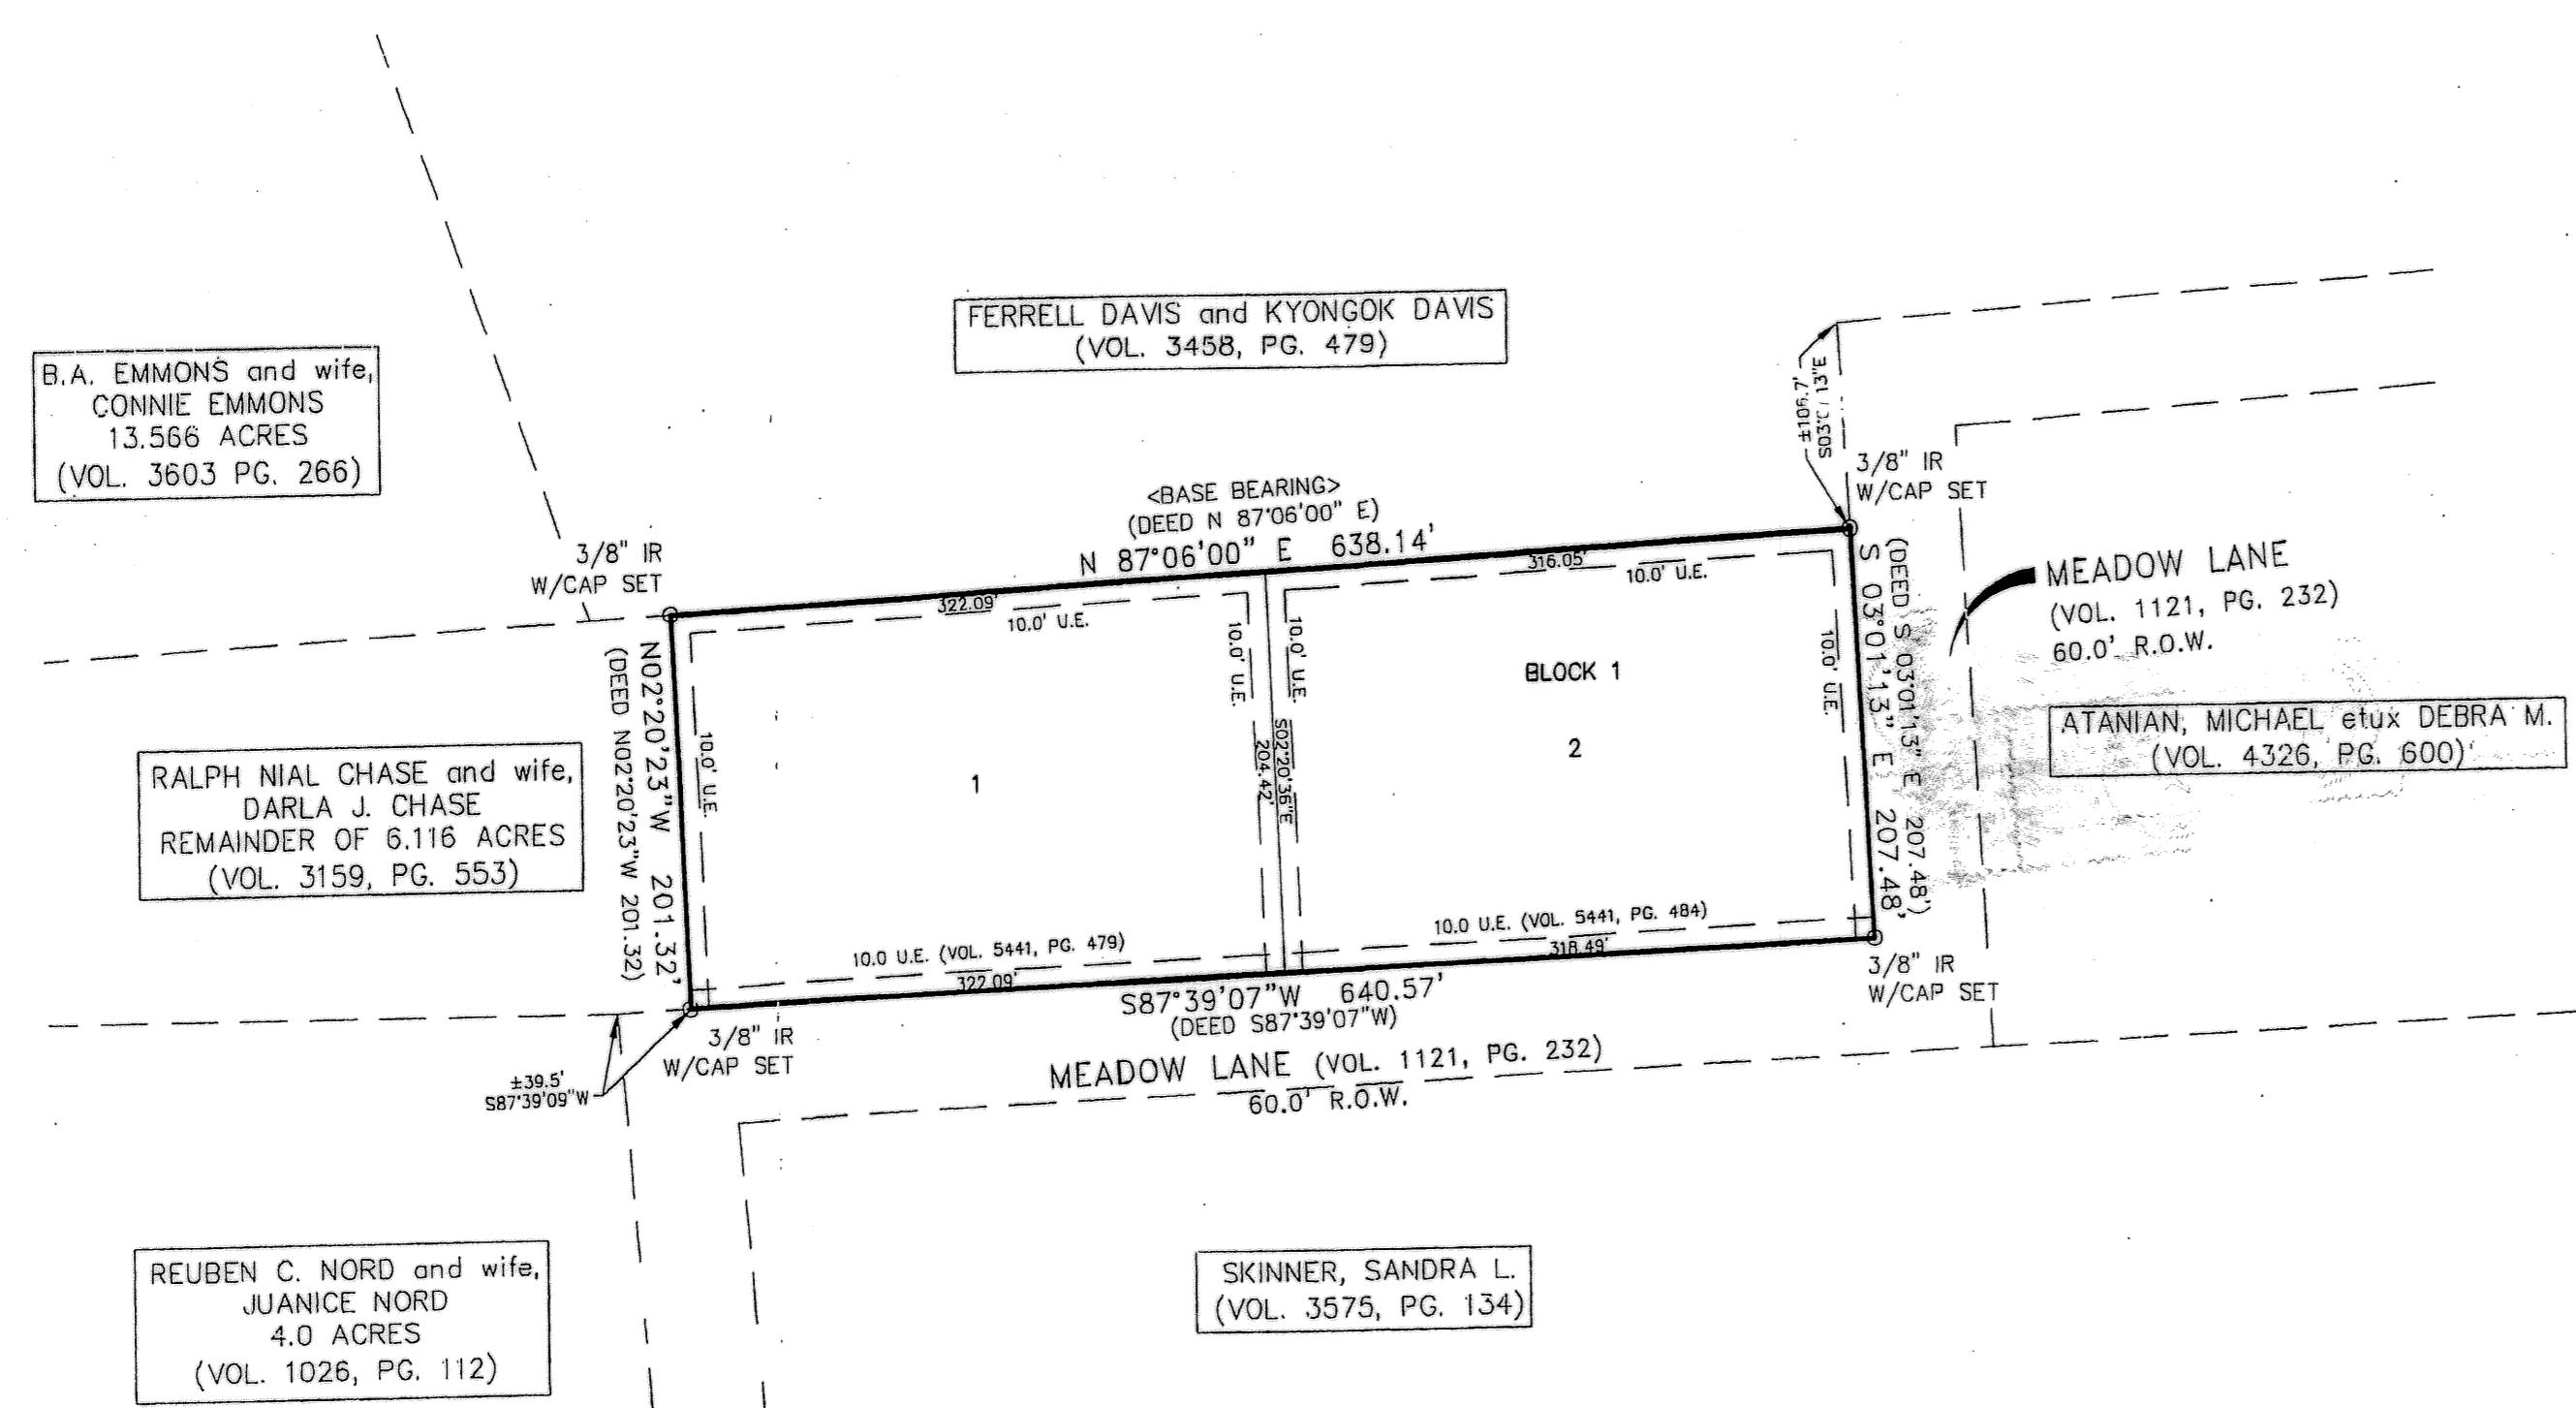 FERRELL DAVIS and KYONGOK DAVIS
(VOL. 3458, PG. 479)
B.A. EMMONS and wife,
CONNIE EMMONS
13.566 ACRES
(VOL. 3603 PG. 266)
±106.7'
3/8" IR
W/CAP SET
<BASE BEARING>
(DEED N 87°06'00" E)
N 87°06'00" E 638.14'
3/8" IR
W/CAP SET
322.09'
10.0' U.E.
316.05'
10.0' U.E.
MEADOW LANE
(VOL. 1121, PG. 232)
60.0' R.O.W.
N02°20'23"W 201.32'
(DEED N02°20'23"W 201.32)
10.0' U.E.
10.0' U.E.
10.0' U.E.
10.0' U.E.
S 03°01'13" E 207.48'
(DEED S 03°01'13" E 207.48')
BLOCK 1
1
2
S02°20'36"E
204.42'
ATANIAN, MICHAEL etux DEBRA M.
(VOL. 4326, PG. 600)
RALPH NIAL CHASE and wife,
DARLA J. CHASE
REMAINDER OF 6.116 ACRES
(VOL. 3159, PG. 553)
10.0 U.E. (VOL. 5441, PG. 479)
322.09'
10.0 U.E. (VOL. 5441, PG. 484)
318.49'
S87°39'07"W 640.57'
(DEED S87°39'07"W)
3/8" IR
W/CAP SET
3/8" IR
W/CAP SET
±39.5'
S87°39'09"W
MEADOW LANE (VOL. 1121, PG. 232)
60.0' R.O.W.
REUBEN C. NORD and wife,
JUANICE NORD
4.0 ACRES
(VOL. 1026, PG. 112)
SKINNER, SANDRA L.
(VOL. 3575, PG. 134)